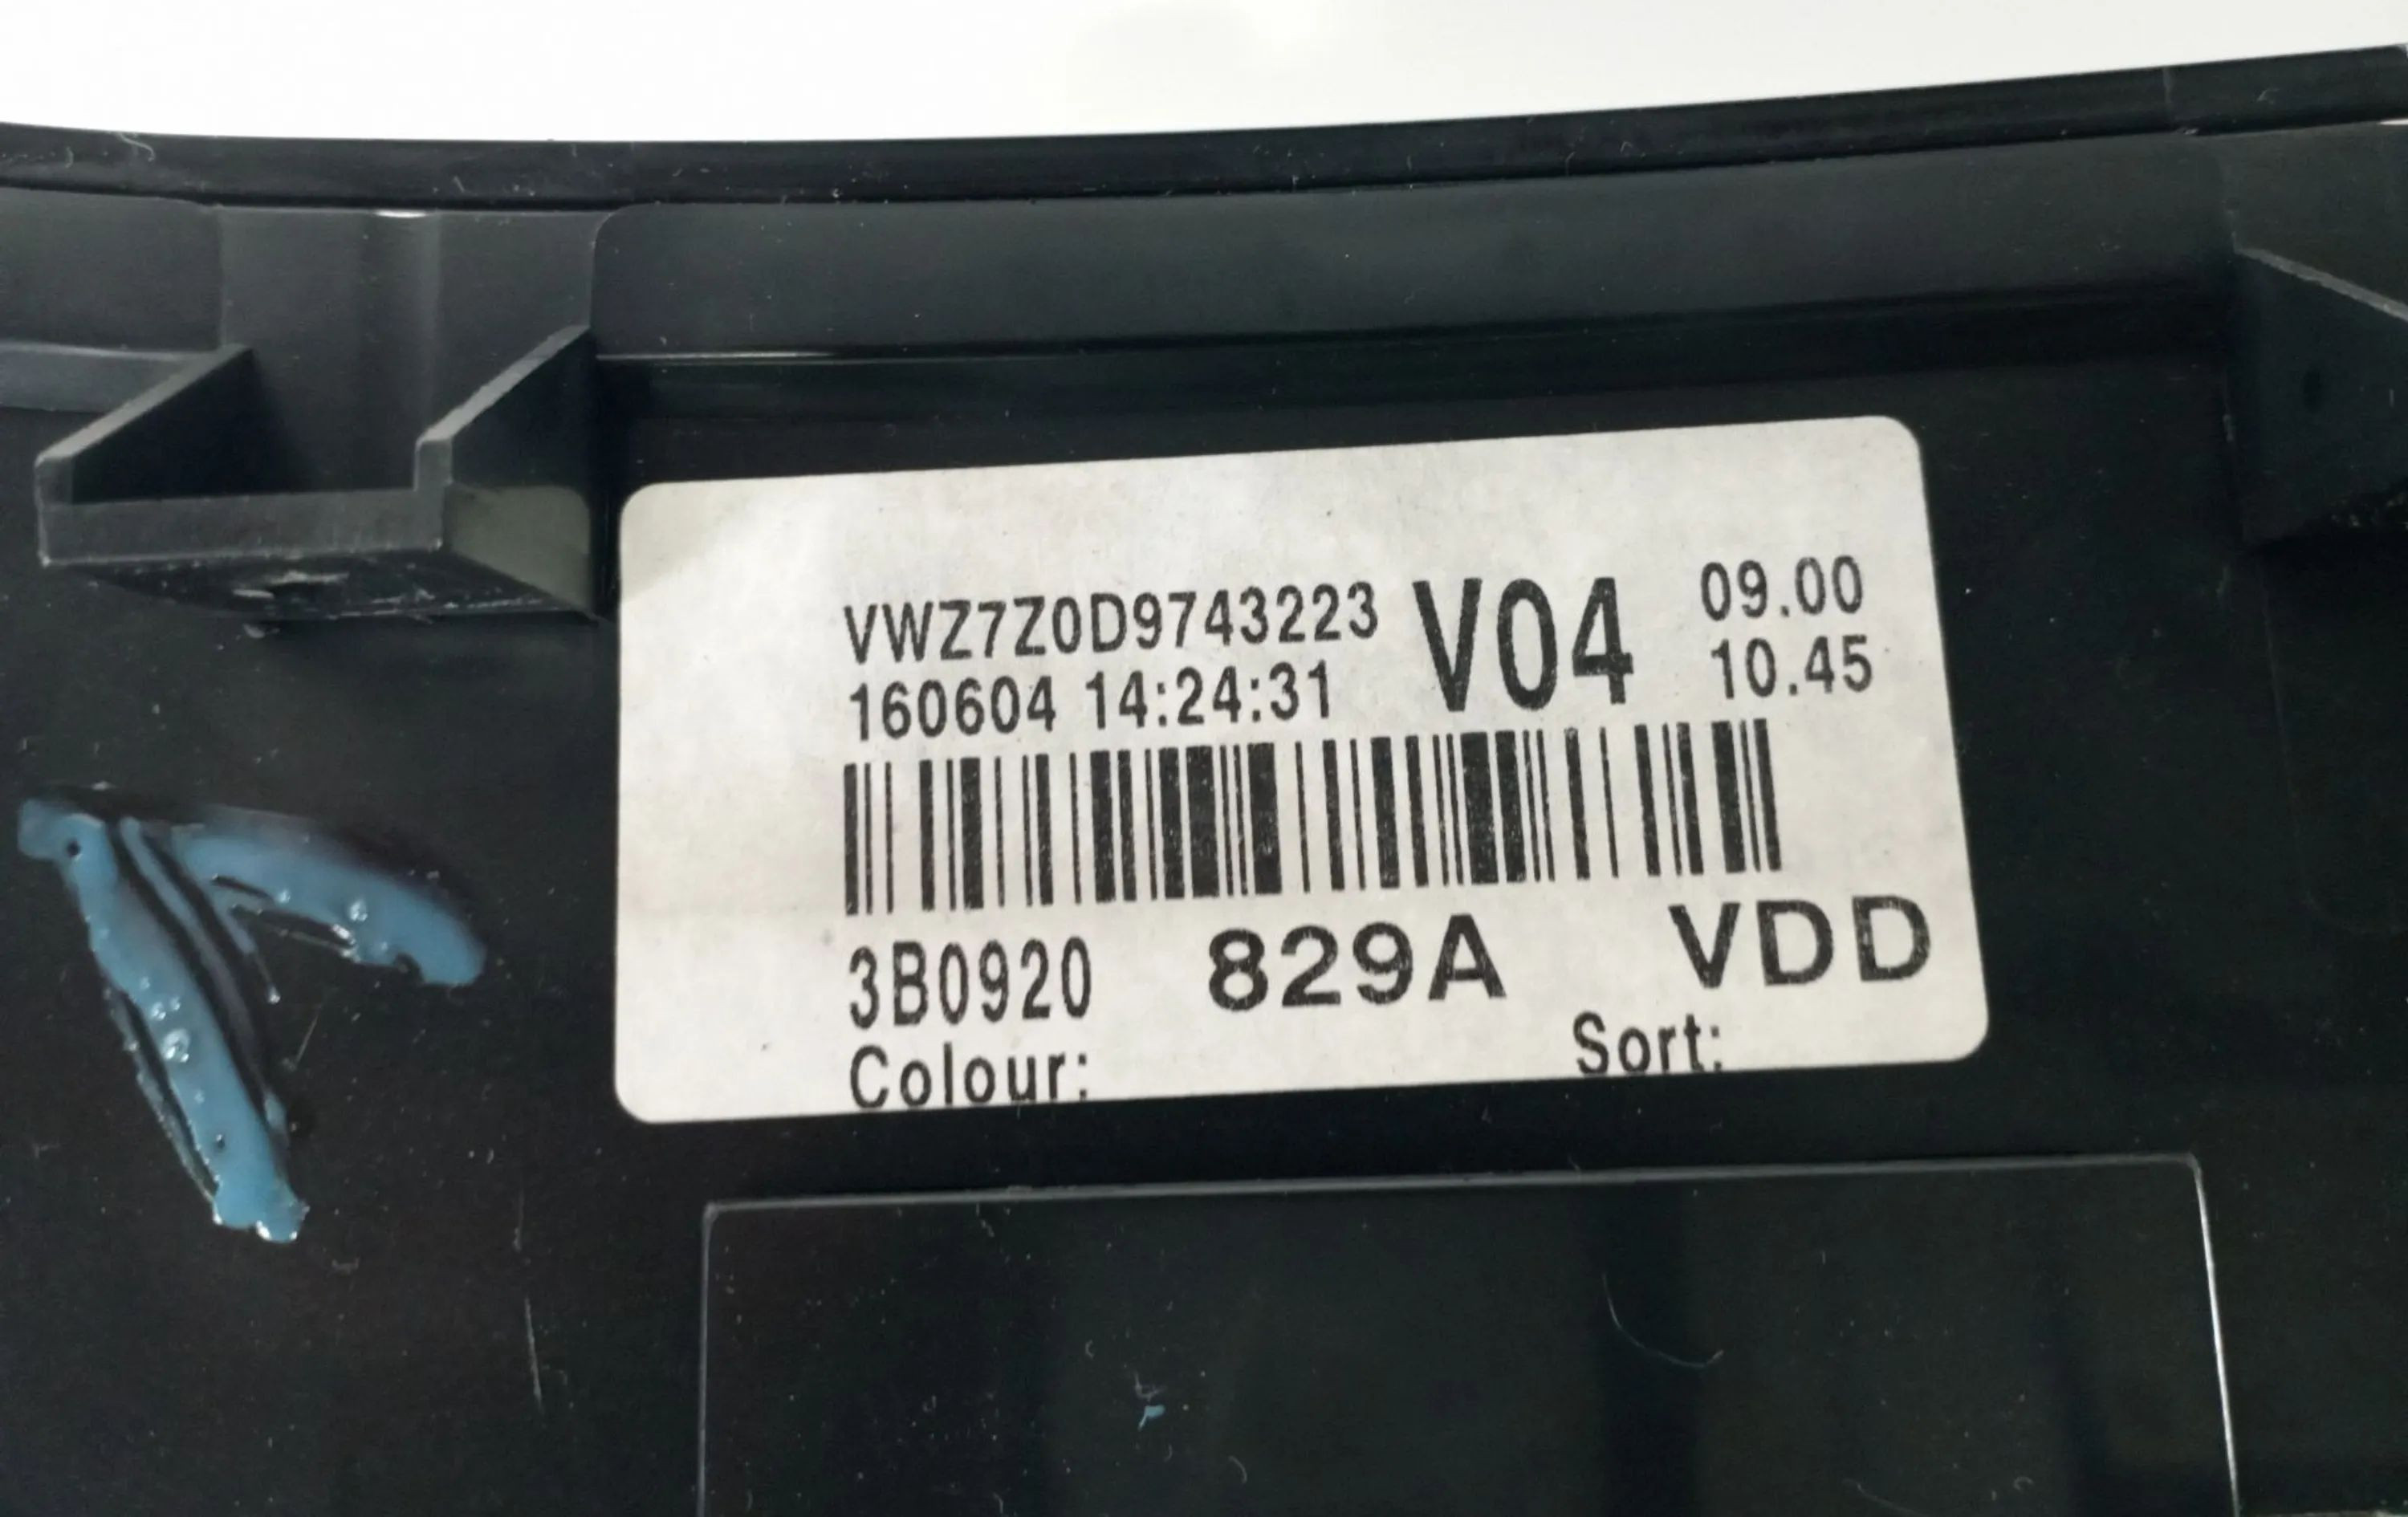 VWZ7Z0D9743223 V04 09.00
160604 14:24:31 10.45
3B0920 829A VDD
Colour: Sort: